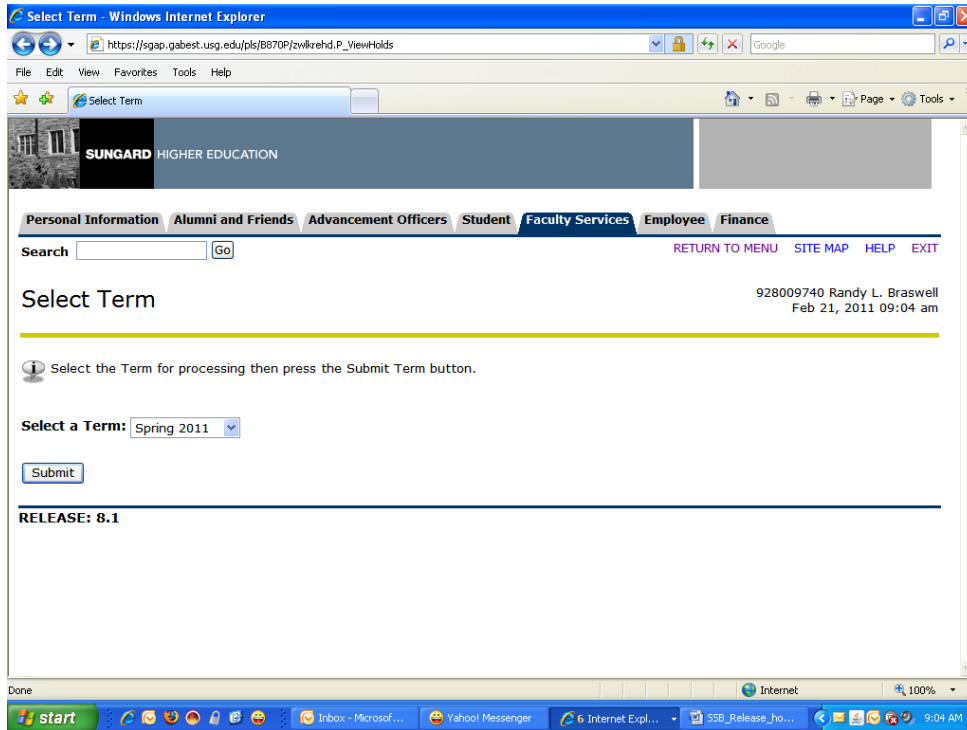 Select Term - Windows Internet Explorer
https://sgap.gabest.usg.edu/pls/B870P/zwlkrehd.P_ViewHolds
Google
File Edit View Favorites Tools Help
Select Term
Page Tools
SUNGARD HIGHER EDUCATION
Personal Information Alumni and Friends Advancement Officers Student Faculty Services Employee Finance
Search Go RETURN TO MENU SITE MAP HELP EXIT
Select Term
928009740 Randy L. Braswell
Feb 21, 2011 09:04 am
Select the Term for processing then press the Submit Term button.
Select a Term: Spring 2011
Submit
RELEASE: 8.1
Done Internet 100%
start Inbox - Microsof... Yahoo! Messenger 6 Internet Expl... SSB_Release_ho... 9:04 AM